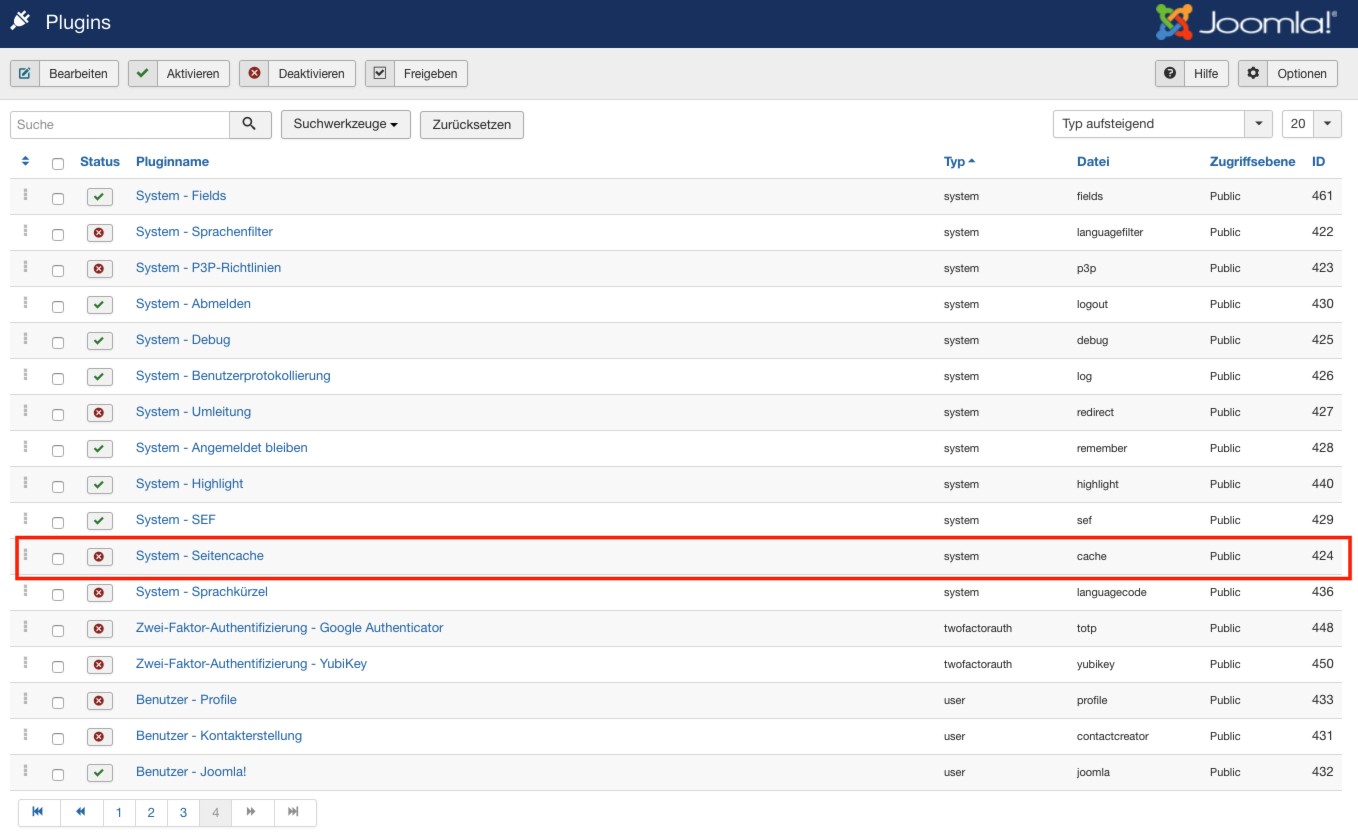 Plugins
Joomla!®
Bearbeiten Aktivieren Deaktivieren Freigeben Hilfe Optionen
Suche Suchwerkzeuge Zurücksetzen Typ aufsteigend 20
Status Pluginname Typ Datei Zugriffsebene ID
System - Fields system fields Public 461
System - Sprachenfilter system languagefilter Public 422
System - P3P-Richtlinien system p3p Public 423
System - Abmelden system logout Public 430
System - Debug system debug Public 425
System - Benutzerprotokollierung system log Public 426
System - Umleitung system redirect Public 427
System - Angemeldet bleiben system remember Public 428
System - Highlight system highlight Public 440
System - SEF system sef Public 429
System - Seitencache system cache Public 424
System - Sprachkürzel system languagecode Public 436
Zwei-Faktor-Authentifizierung - Google Authenticator twofactorauth totp Public 448
Zwei-Faktor-Authentifizierung - YubiKey twofactorauth yubikey Public 450
Benutzer - Profile user profile Public 433
Benutzer - Kontakterstellung user contactcreator Public 431
Benutzer - Joomla! user joomla Public 432
1 2 3 4